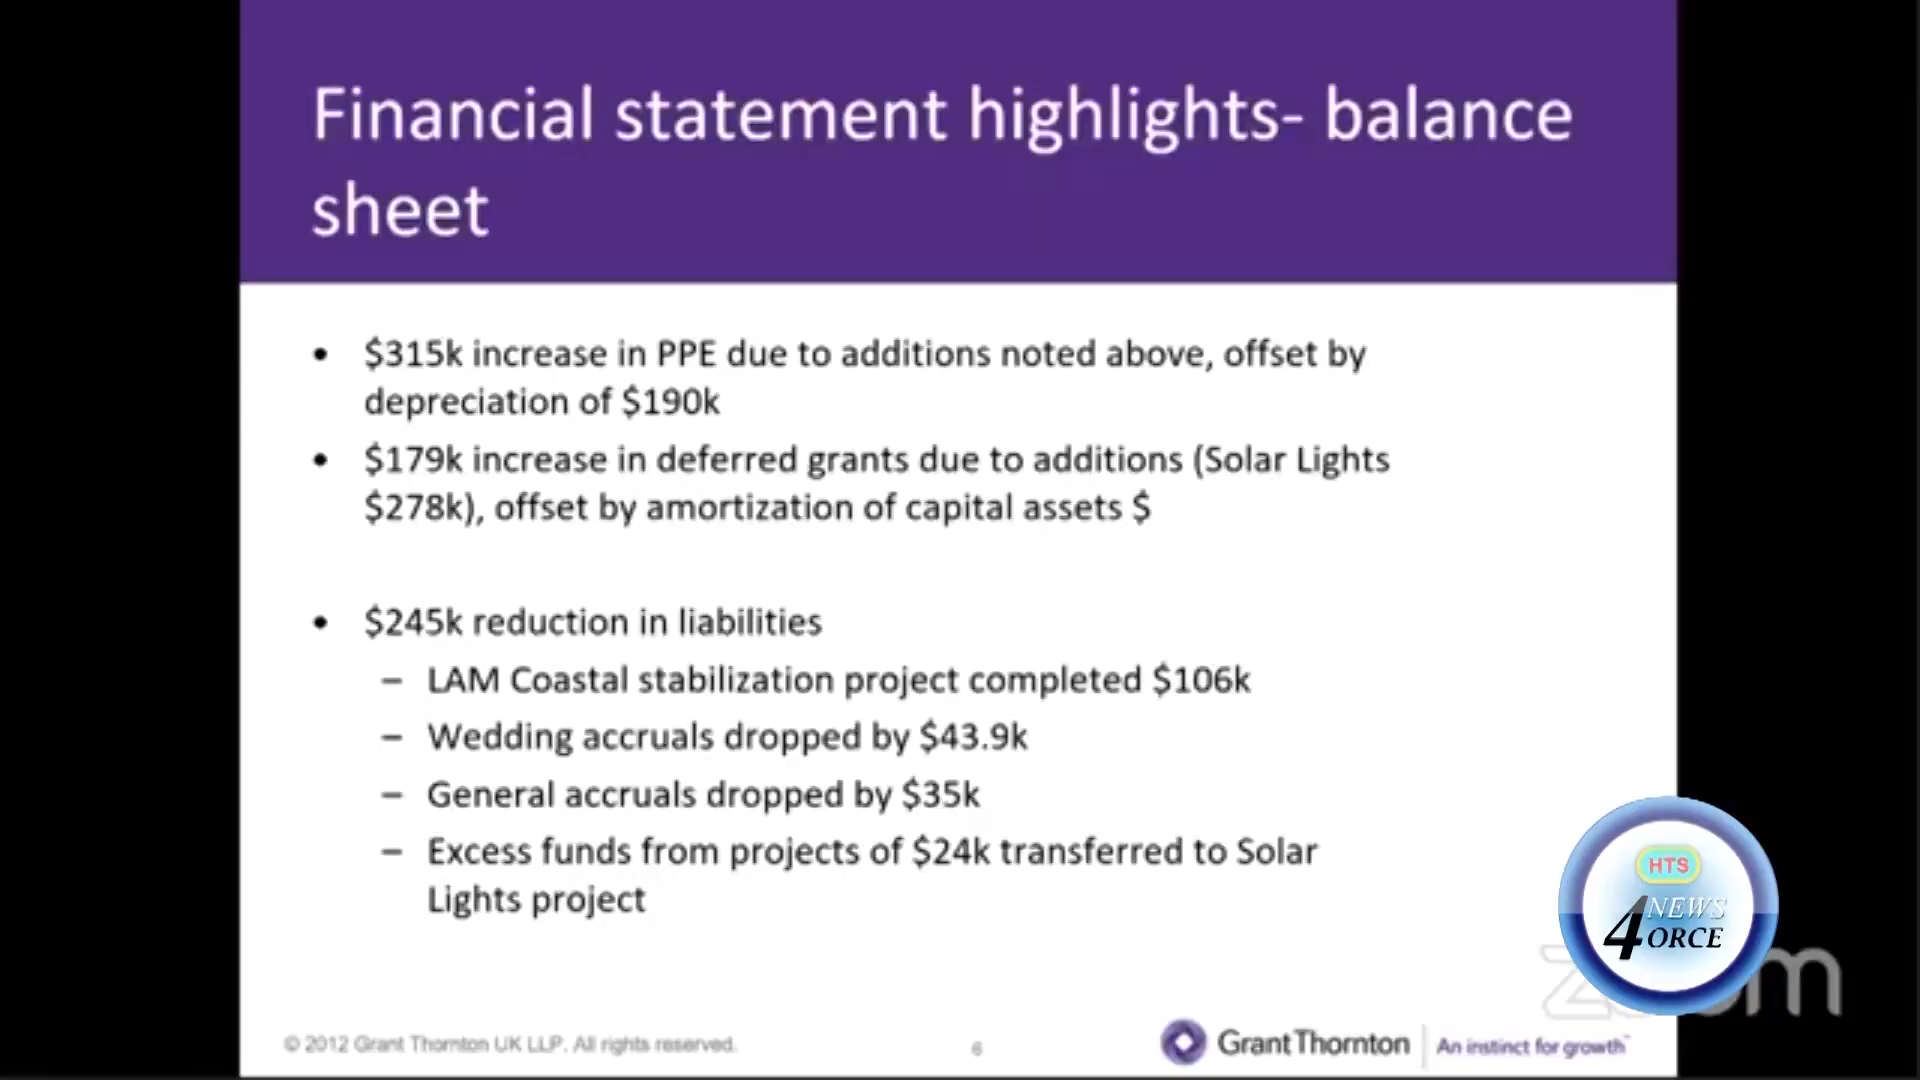 Financial statement highlights- balance
sheet
• $315k increase in PPE due to additions noted above, offset by
depreciation of $190k
• $179k increase in deferred grants due to additions (Solar Lights
$278k), offset by amortization of capital assets $
• $245k reduction in liabilities
– LAM Coastal stabilization project completed $106k
– Wedding accruals dropped by $43.9k
– General accruals dropped by $35k
– Excess funds from projects of $24k transferred to Solar
Lights project
HTS
NEWS
4ORCE
© 2012 Grant Thornton UK LLP. All rights reserved.
6
Grant Thornton
An instinct for growth™